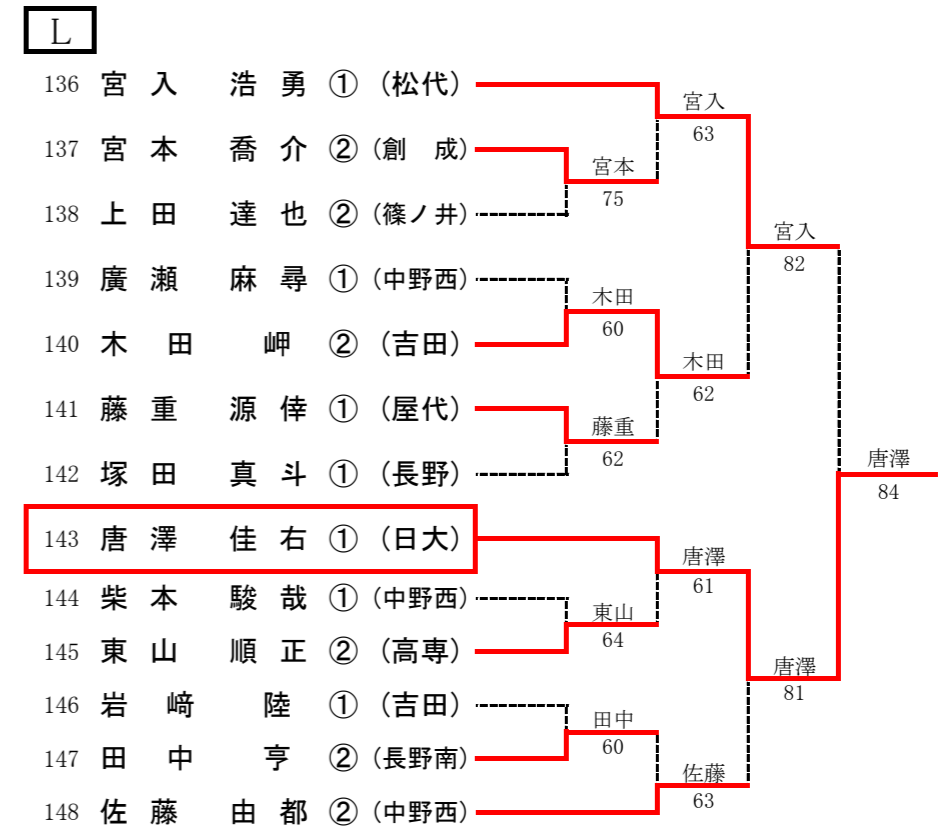 L
136 宮入 浩勇 ① (松代)
宮入
63
137 宮本 喬介 ② (創 成)
宮本
75
138 上田 達也 ② (篠ノ井)
宮入
82
139 廣瀬 麻尋 ① (中野西)
木田
60
140 木田 岬 ② (吉田)
木田
62
141 藤重 源倖 ① (屋代)
藤重
62
142 塚田 真斗 ① (長野)
唐澤
84
143 唐澤 佳右 ① (日大)
唐澤
61
144 柴本 駿哉 ① (中野西)
東山
64
145 東山 順正 ② (高専)
唐澤
81
146 岩﨑 陸 ① (吉田)
田中
60
147 田中 亨 ② (長野南)
佐藤
63
148 佐藤 由都 ② (中野西)